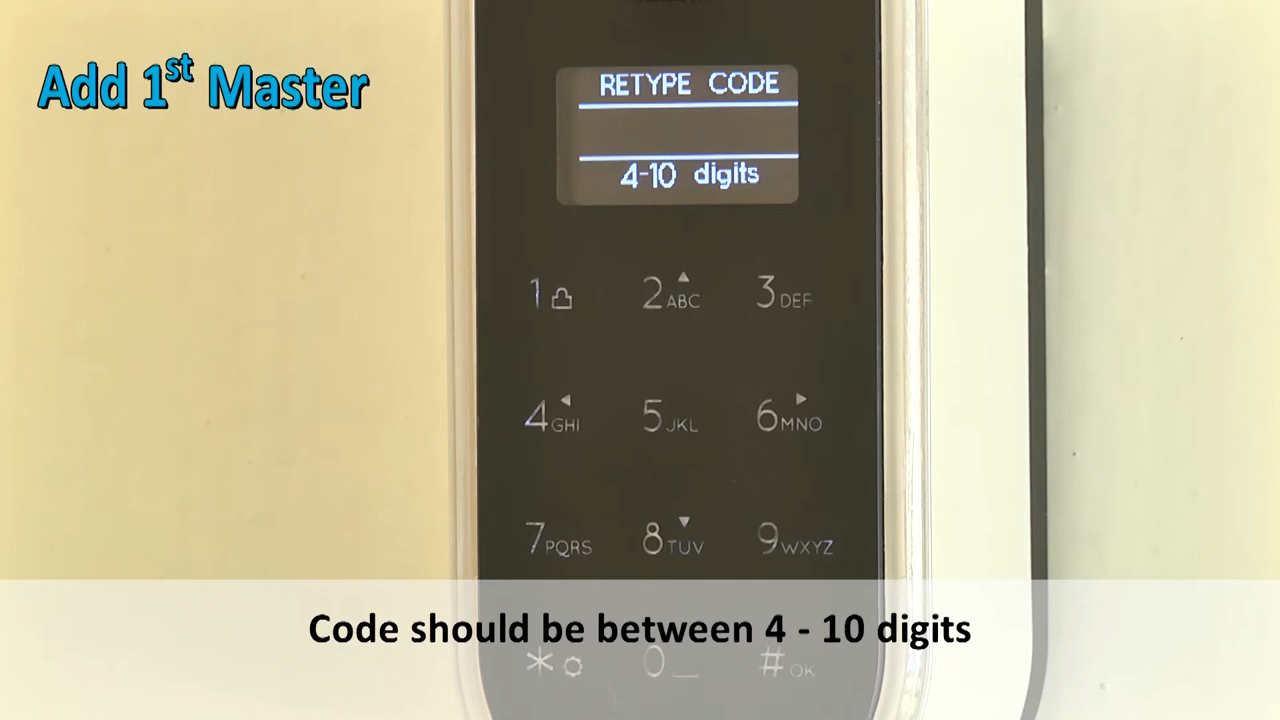 Add 1st Master
RETYPE CODE
4-10 digits
1 2 ABC 3 DEF
4 GHI 5 JKL 6 MNO
7 PQRS 8 TUV 9 WXYZ
Code should be between 4 - 10 digits
* 0 # OK